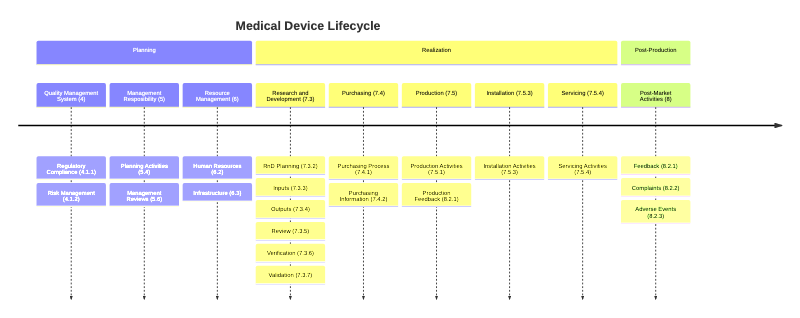 Medical Device Lifecycle
Planning
Realization
Post-Production
Quality Management
System (4)
Management
Resposibility (5)
Resource
Management (6)
Research and
Development (7.3)
Purchasing (7.4)
Production (7.5)
Installation (7.5.3)
Servicing (7.5.4)
Post-Market
Activities (8)
Regulatory
Compliance (4.1.1)
Risk Management
(4.1.2)
Planning Activities
(5.4)
Management
Reviews (5.6)
Human Resources
(6.2)
Infrastructure (6.3)
RnD Planning (7.3.2)
Inputs (7.3.3)
Outputs (7.3.4)
Review (7.3.5)
Verification (7.3.6)
Validation (7.3.7)
Purchasing Process
(7.4.1)
Purchasing
Information (7.4.2)
Production Activities
(7.5.1)
Production
Feedback (8.2.1)
Installation Activities
(7.5.3)
Servicing Activities
(7.5.4)
Feedback (8.2.1)
Complaints (8.2.2)
Adverse Events
(8.2.3)